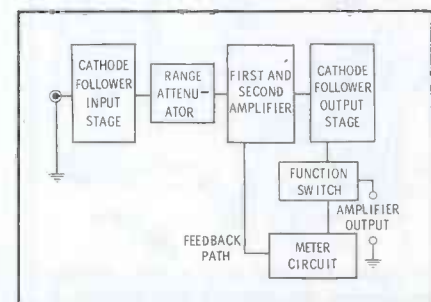 CATHODE
FOLLOWER
INPUT
STAGE
RANGE
ATTENU-
ATOR
FIRST AND
SECOND
AMPLIFIER
CATHODE
FOLLOWER
OUTPUT
STAGE
FUNCTION
SWITCH
AMPLIFIER
OUTPUT
FEEDBACK
PATH
METER
CIRCUIT